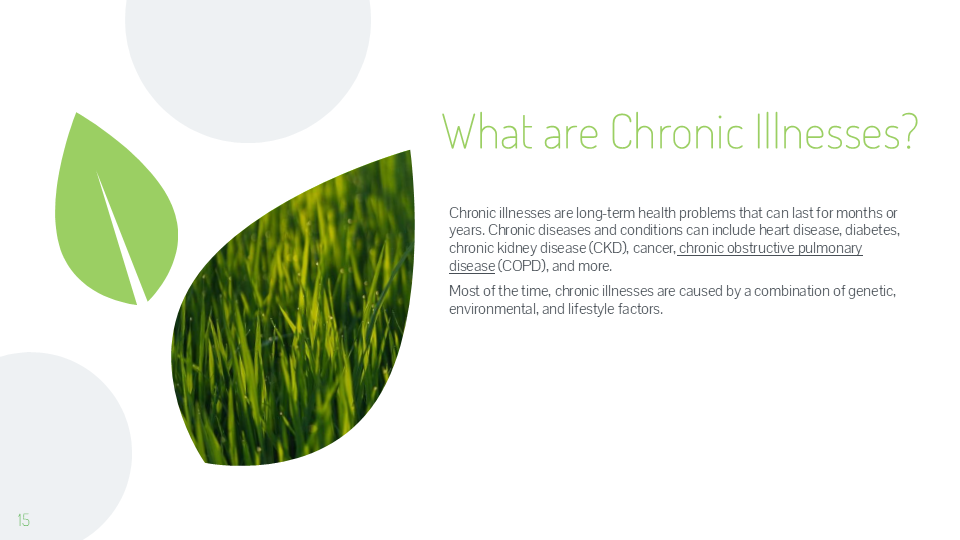 What are Chronic Illnesses?
Chronic illnesses are long-term health problems that can last for months or
years. Chronic diseases and conditions can include heart disease, diabetes,
chronic kidney disease (CKD), cancer, chronic obstructive pulmonary
disease (COPD), and more.
Most of the time, chronic illnesses are caused by a combination of genetic,
environmental, and lifestyle factors.
15